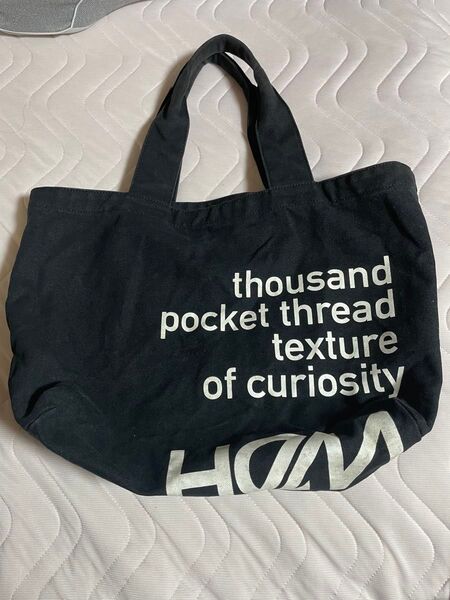 thousand
pocket thread
texture
of curiosity